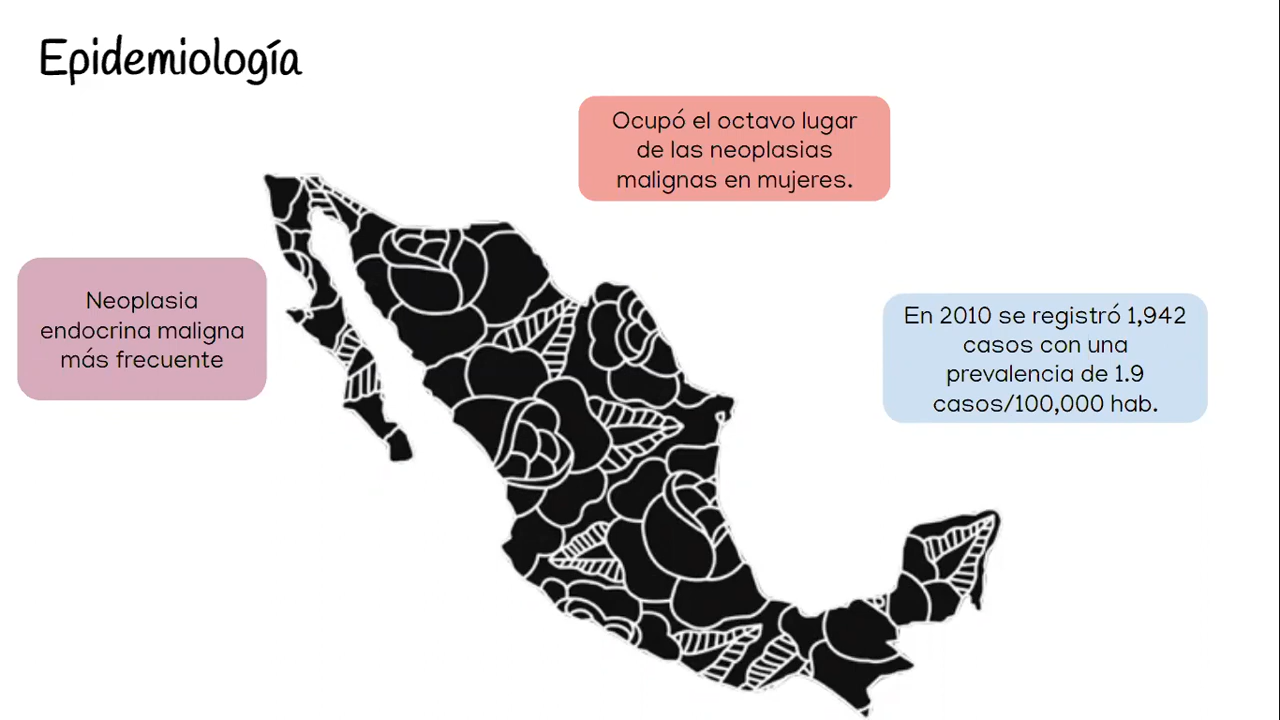 Epidemiología
Ocupó el octavo lugar
de las neoplasias
malignas en mujeres.
Neoplasia
endocrina maligna
más frecuente
En 2010 se registró 1,942
casos con una
prevalencia de 1.9
casos/100,000 hab.